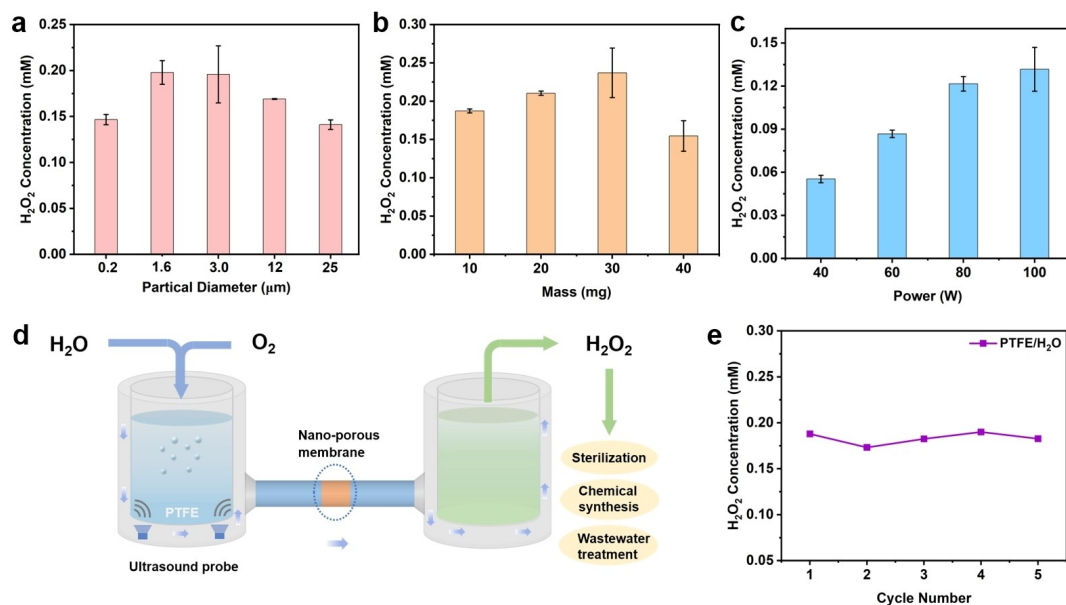 a
H₂O₂ Concentration (mM)
0.25
0.20
0.15
0.10
0.05
0.00
0.2 1.6 3.0 12 25
Partical Diameter (μm)
b
H₂O₂ Concentration (mM)
0.30
0.25
0.20
0.15
0.10
0.05
0.00
10 20 30 40
Mass (mg)
c
H₂O₂ Concentration (mM)
0.15
0.12
0.09
0.06
0.03
0.00
40 60 80 100
Power (W)
d
H₂O O₂
H₂O₂
Nano-porous
membrane
PTFE
Ultrasound probe
Sterilization
Chemical
synthesis
Wastewater
treatment
e
H₂O₂ Concentration (mM)
0.30
0.25
0.20
0.15
0.10
0.05
PTFE/H₂O
1 2 3 4 5
Cycle Number